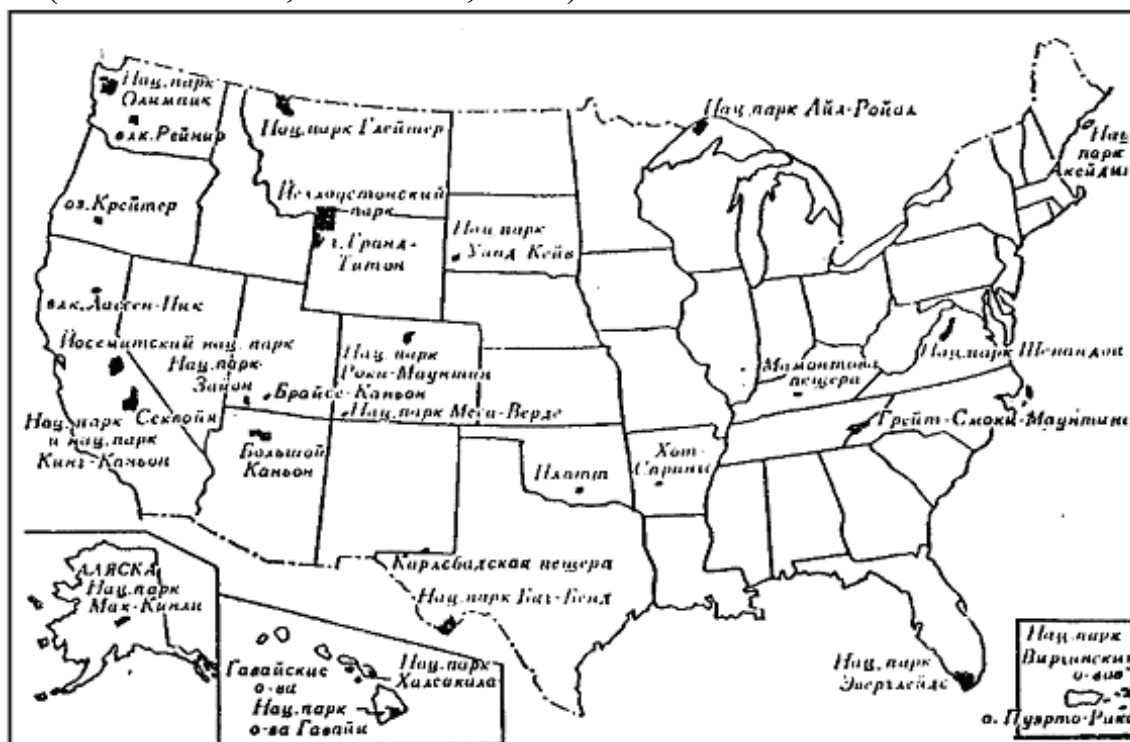 Нац. парк
Олимпик
влк. Рейнир
Нац. парк Глейшер
Йеллоустонский
парк
оз. Крейтер
г. Гранд-
Титон
Нац. парк
Уинд Кейв
Нац. парк Айл-Ройал
Нац.
парк
Акейдия
влк. Лассен-Пик
Йосемитский нац. парк
Нац. парк
Зайон
Брайсе-Каньон
Нац. парк
Роки-Маунтин
Нац. парк Меса-Верде
Нац. парк Секвойя
и нац. парк
Кинг-Каньон
Большой
Каньон
Мамонтова
пещера
Нац. парк Шенандоа
Грейт-Смоки-Маунтинс
Хот-
Спрингс
Платт
Карлсбадская пещера
Нац. парк Биг-Бенд
АЛЯСКА
Нац. парк
Мак-Кинли
Гавайские
о-ва
Нац. парк
Халеакала
Нац. парк
о-ва Гавайи
Нац. парк
Эверглейдс
Нац. парк
Виргинских
о-вов
о. Пуэрто-Рико